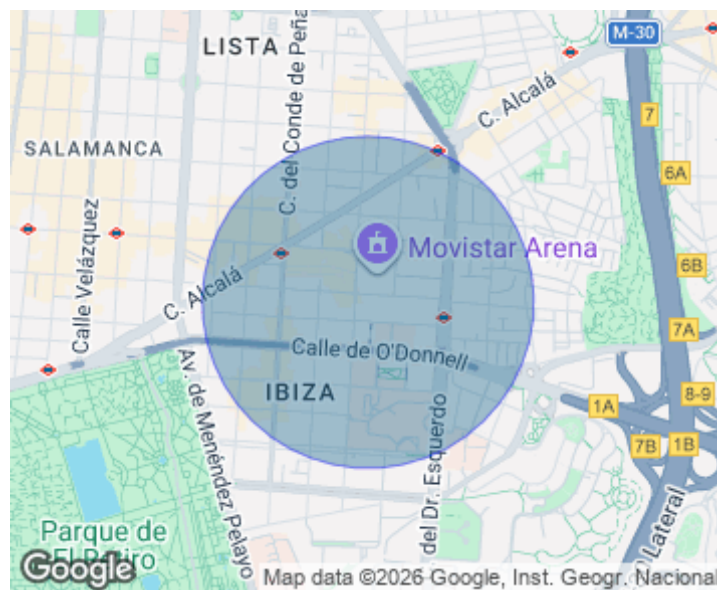 LISTA
M-30
C. del Conde de Peña
C. Alcalá
7
SALAMANCA
6A
Calle Velázquez
Movistar Arena
6B
C. Alcalá
7A
Calle de O'Donnell
Av. de Menéndez Pelayo
IBIZA
8-9
1A
7B
1B
del Dr. Esquerdo
Lateral
Parque de
El Retiro
Google
Map data ©2026 Google, Inst. Geogr. Nacional